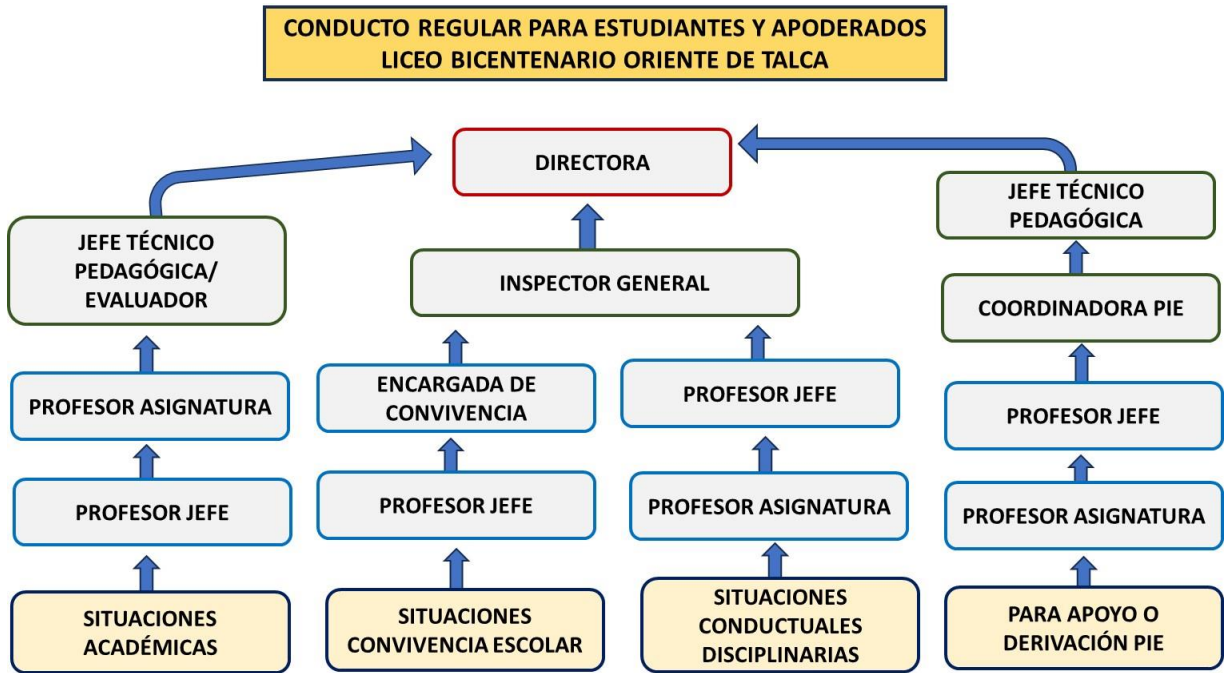 CONDUCTO REGULAR PARA ESTUDIANTES Y APODERADOS
LICEO BICENTENARIO ORIENTE DE TALCA
DIRECTORA
JEFE TÉCNICO
PEDAGÓGICA/
EVALUADOR
INSPECTOR GENERAL
JEFE TÉCNICO
PEDAGÓGICA
COORDINADORA PIE
PROFESOR ASIGNATURA
ENCARGADA DE
CONVIVENCIA
PROFESOR JEFE
PROFESOR JEFE
PROFESOR JEFE
PROFESOR JEFE
PROFESOR ASIGNATURA
PROFESOR ASIGNATURA
SITUACIONES
ACADÉMICAS
SITUACIONES
CONVIVENCIA ESCOLAR
SITUACIONES
CONDUCTUALES
DISCIPLINARIAS
PARA APOYO O
DERIVACIÓN PIE